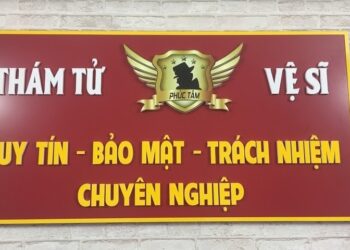 THÁM TỬ
PHÚC TÂM
VỆ SĨ
UY TÍN - BẢO MẬT - TRÁCH NHIỆM
CHUYÊN NGHIỆP